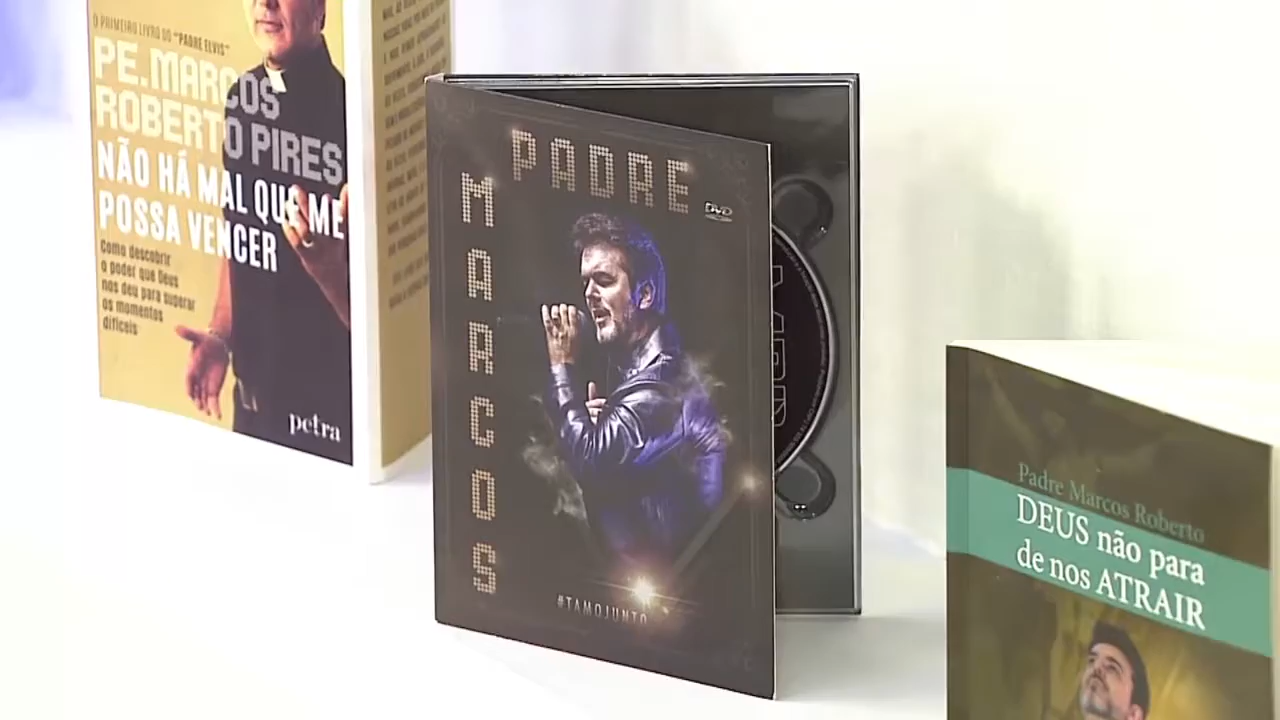 O PRIMEIRO LIVRO DO "PADRE ELVIS"
PE. MARCOS
ROBERTO PIRES
NÃO HÁ MAL QUE ME
POSSA VENCER
Como descobrir
o poder que Deus
nos deu para superar
os momentos
difíceis
petra
PADRE
MARCOS
DVD
#TAMOJUNTO
Padre Marcos Roberto
DEUS não para
de nos ATRAIR